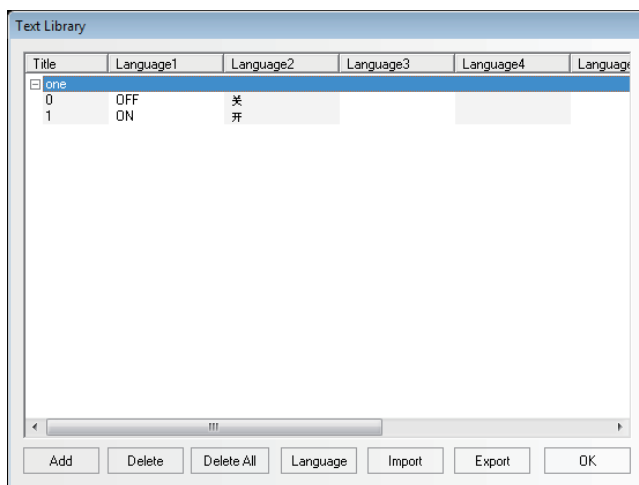 Text Library
Title Language1 Language2 Language3 Language4 Language
one
0 OFF 关
1 ON 开
Add Delete Delete All Language Import Export OK